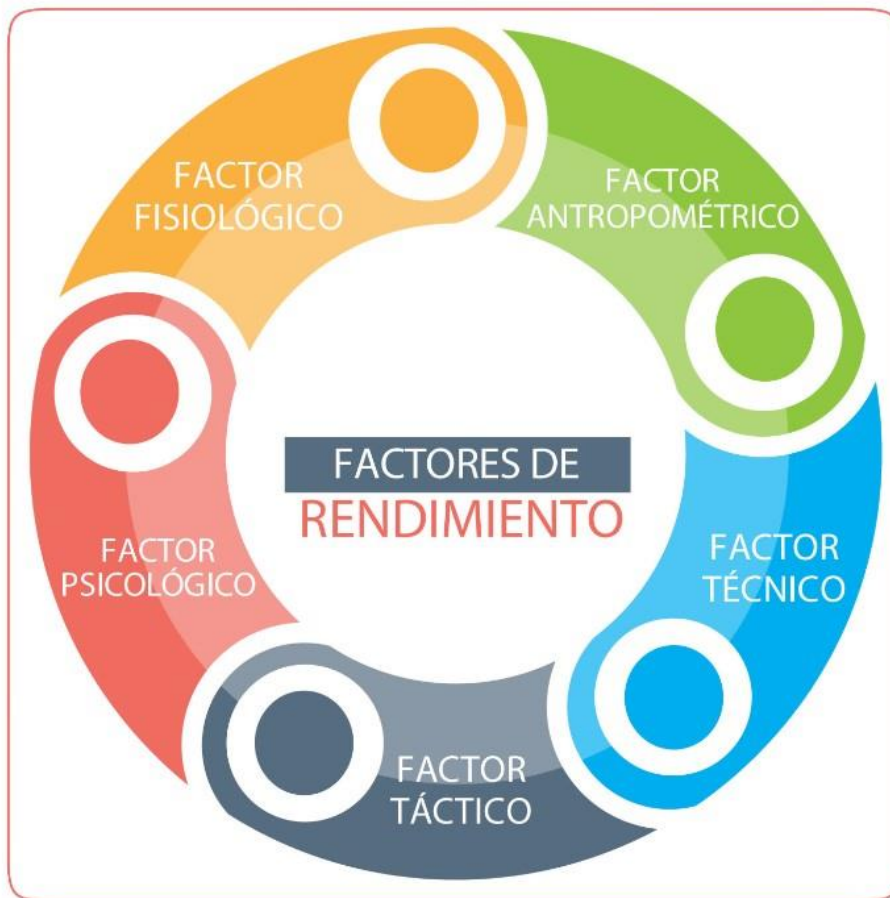 FACTOR
FISIOLÓGICO
FACTOR
ANTROPOMÉTRICO
FACTORES DE
RENDIMIENTO
FACTOR
PSICOLÓGICO
FACTOR
TÉCNICO
FACTOR
TÁCTICO